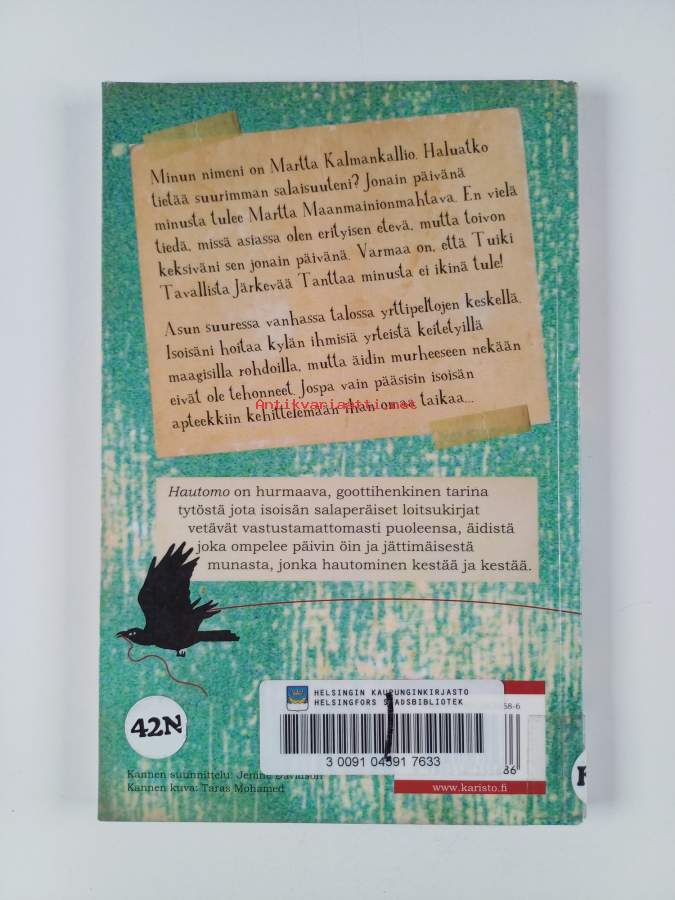 Minun nimeni on Martta Kalmankallio. Haluatko
tietää suurimman salaisuuteni? Jonain päivänä
minusta tulee Martta Maanmainionmahtava. En vielä
tiedä, missä asiassa olen erityisen etevä, mutta toivon
keksiväni sen jonain päivänä. Varmaa on, että Tuiki
Tavallista Järkevää Tanttaa minusta ei ikinä tule!
Asun suuressa vanhassa talossa yrttipeltojen keskellä.
Isoisäni hoitaa kylän ihmisiä yrteistä keitetyillä
maagisilla rohdoilla, mutta äidin murheeseen nekään
eivät ole tehonneet. Jospa vain pääsisin isoisän
Antikvariaatti.net
apteekkiin kehittelemään ihan omaa taikaa...
Hautomo on hurmaava, goottihenkinen tarina
tytöstä jota isoisän salaperäiset loitsukirjat
vetävät vastustamattomasti puoleensa, äidistä
joka ompelee päivin öin ja jättimäisestä
munasta, jonka hautominen kestää ja kestää.
HELSINGIN KAUPUNGINKIRJASTO
HELSINGFORS STADSBIBLIOTEK
58-6
42N
3 0091 04591 7633
86
Kannen suunnittelu: Jennie Davidson
Kannen kuva: Taras Mohamed
www.karisto.fi